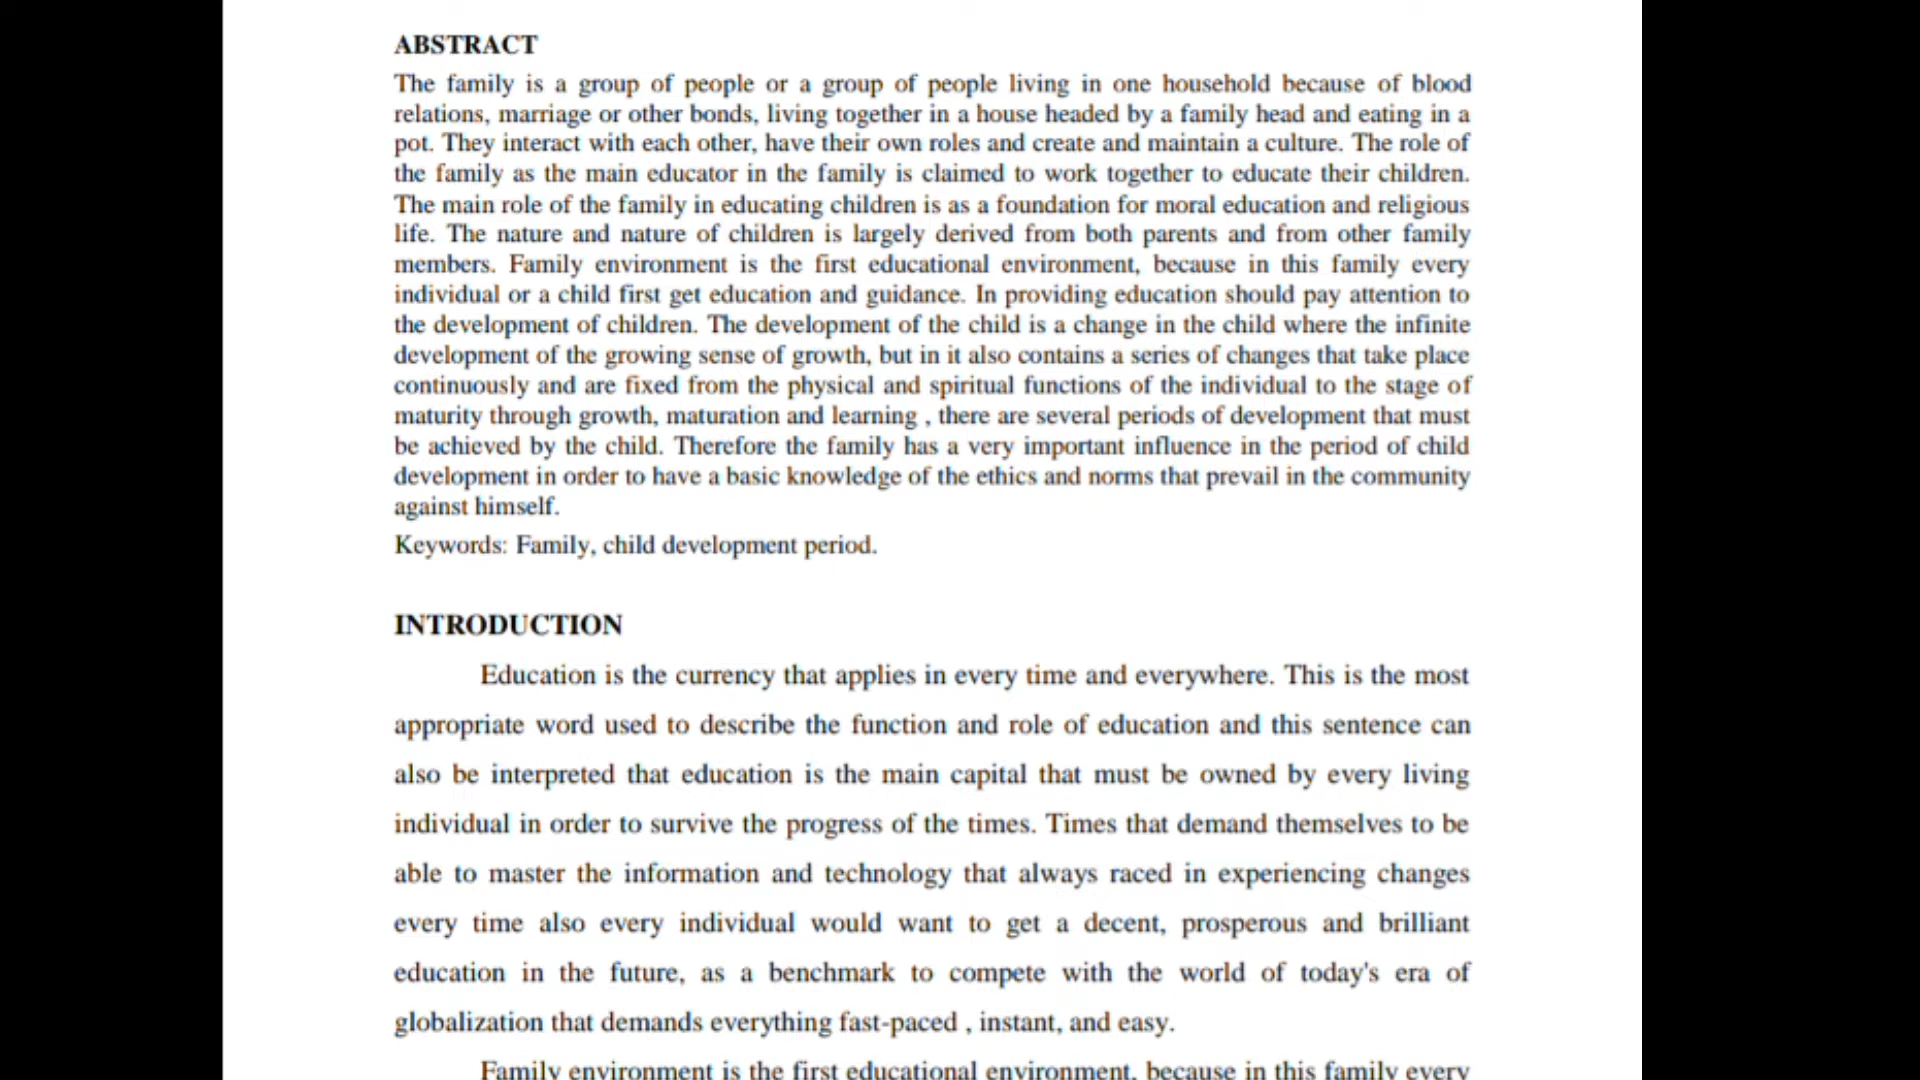 ABSTRACT
The family is a group of people or a group of people living in one household because of blood
relations, marriage or other bonds, living together in a house headed by a family head and eating in a
pot. They interact with each other, have their own roles and create and maintain a culture. The role of
the family as the main educator in the family is claimed to work together to educate their children.
The main role of the family in educating children is as a foundation for moral education and religious
life. The nature and nature of children is largely derived from both parents and from other family
members. Family environment is the first educational environment, because in this family every
individual or a child first get education and guidance. In providing education should pay attention to
the development of children. The development of the child is a change in the child where the infinite
development of the growing sense of growth, but in it also contains a series of changes that take place
continuously and are fixed from the physical and spiritual functions of the individual to the stage of
maturity through growth, maturation and learning , there are several periods of development that must
be achieved by the child. Therefore the family has a very important influence in the period of child
development in order to have a basic knowledge of the ethics and norms that prevail in the community
against himself.
Keywords: Family, child development period.
INTRODUCTION
Education is the currency that applies in every time and everywhere. This is the most
appropriate word used to describe the function and role of education and this sentence can
also be interpreted that education is the main capital that must be owned by every living
individual in order to survive the progress of the times. Times that demand themselves to be
able to master the information and technology that always raced in experiencing changes
every time also every individual would want to get a decent, prosperous and brilliant
education in the future, as a benchmark to compete with the world of today's era of
globalization that demands everything fast-paced , instant, and easy.
Family environment is the first educational environment, because in this family every